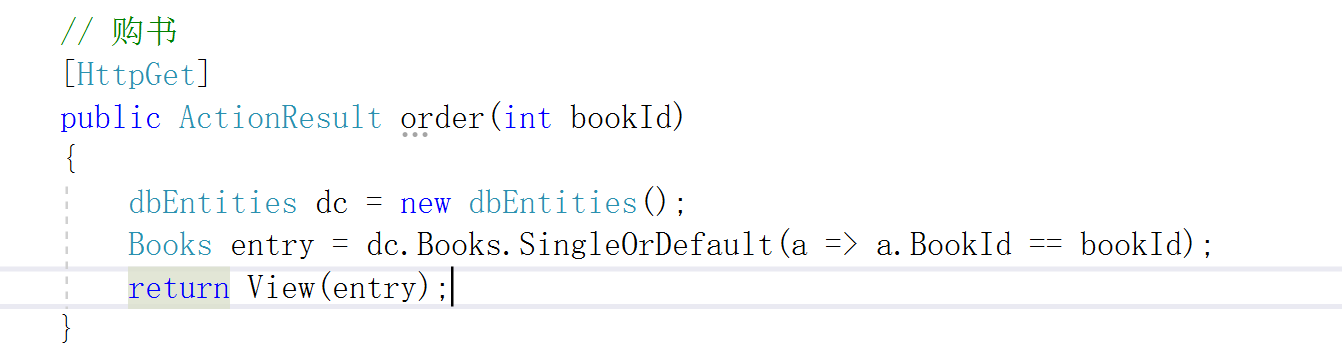 // 购书
[HttpGet]
public ActionResult order(int bookId)
{
dbEntities dc = new dbEntities();
Books entry = dc.Books.SingleOrDefault(a => a.BookId == bookId);
return View(entry);
}